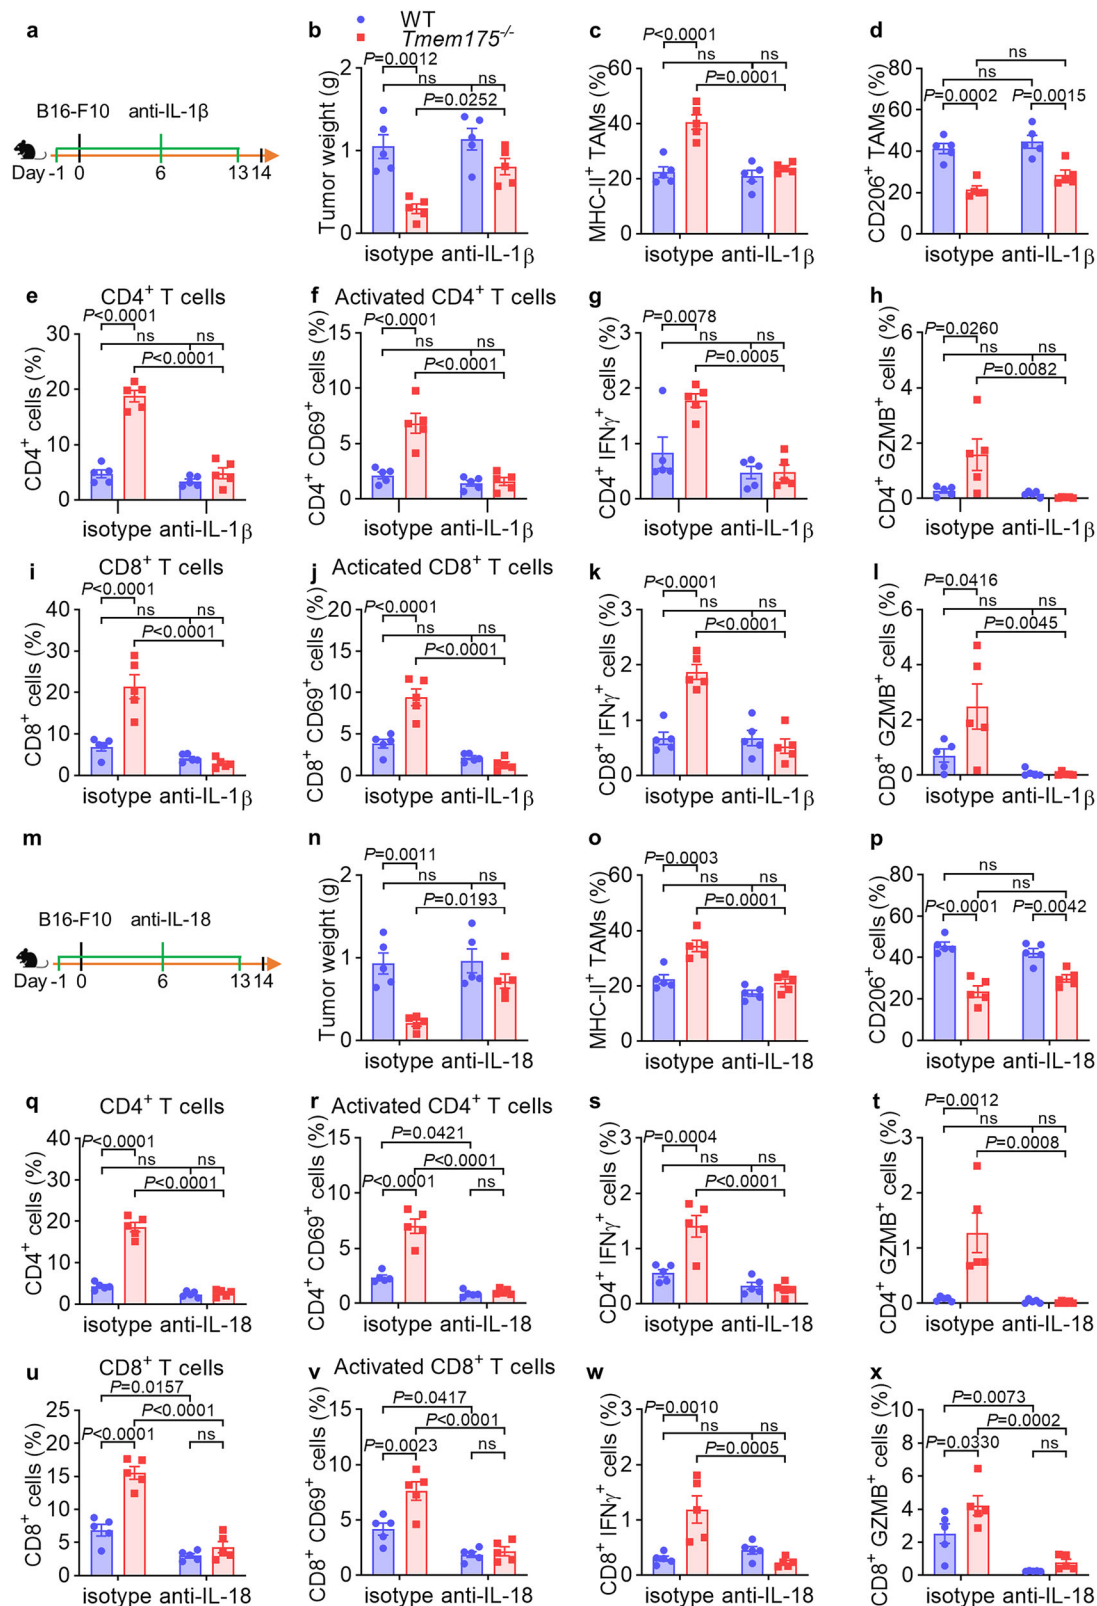 a
B16-F10 anti-IL-1β
Day -1 0 6 13 14
WT
Tmem175-/-
b
P=0.0012
ns ns
P=0.0252
Tumor weight (g)
2
1
0
isotype anti-IL-1β
c
P<0.0001
ns ns
P=0.0001
MHC-II+ TAMs (%)
60
40
20
0
isotype anti-IL-1β
d
ns
ns
P=0.0002 P=0.0015
CD206+ TAMs (%)
80
60
40
20
0
isotype anti-IL-1β
e CD4+ T cells
P<0.0001
ns ns
P<0.0001
CD4+ cells (%)
30
20
10
0
isotype anti-IL-1β
f Activated CD4+ T cells
P<0.0001
ns ns
P<0.0001
CD4+ CD69+ cells (%)
15
10
5
0
isotype anti-IL-1β
g
P=0.0078
ns ns
P=0.0005
CD4+ IFNγ+ cells (%)
3
2
1
0
isotype anti-IL-1β
h
P=0.0260
ns ns
P=0.0082
CD4+ GZMB+ cells (%)
6
4
2
0
isotype anti-IL-1β
i CD8+ T cells
P<0.0001
ns ns
P<0.0001
CD8+ cells (%)
40
30
20
10
0
isotype anti-IL-1β
j Acticated CD8+ T cells
P<0.0001
ns ns
P<0.0001
CD8+ CD69+ cells (%)
20
15
10
5
0
isotype anti-IL-1β
k
P<0.0001
ns ns
P<0.0001
CD8+ IFNγ+ cells (%)
3
2
1
0
isotype anti-IL-1β
l
P=0.0416
ns ns
P=0.0045
CD8+ GZMB+ cells (%)
6
4
2
0
isotype anti-IL-1β
m
B16-F10 anti-IL-18
Day -1 0 6 13 14
n
P=0.0011
ns ns
P=0.0193
Tumor weight (g)
2
1
0
isotype anti-IL-18
o
P=0.0003
ns ns
P=0.0001
MHC-II+ TAMs (%)
60
40
20
0
isotype anti-IL-18
p
ns
ns
P<0.0001 P=0.0042
CD206+ cells (%)
80
60
40
20
0
isotype anti-IL-18
q CD4+ T cells
P<0.0001
ns ns
P<0.0001
CD4+ cells (%)
40
30
20
10
0
isotype anti-IL-18
r Activated CD4+ T cells
P=0.0421
P<0.0001
P<0.0001 ns
CD4+ CD69+ cells (%)
15
10
5
0
isotype anti-IL-18
s
P=0.0004
ns ns
P<0.0001
CD4+ IFNγ+ cells (%)
3
2
1
0
isotype anti-IL-18
t
P=0.0012
ns ns
P=0.0008
CD4+ GZMB+ cells (%)
3
2
1
0
isotype anti-IL-18
u CD8+ T cells
P=0.0157
P<0.0001
P<0.0001 ns
CD8+ cells (%)
25
20
15
10
5
0
isotype anti-IL-18
v Activated CD8+ T cells
P=0.0417
P<0.0001
P=0.0023 ns
CD8+ CD69+ cells (%)
15
10
5
0
isotype anti-IL-18
w
P=0.0010
ns ns
P=0.0005
CD8+ IFNγ+ cells (%)
3
2
1
0
isotype anti-IL-18
x
P=0.0073
P=0.0002
P=0.0330 ns
CD8+ GZMB+ cells (%)
10
8
6
4
2
0
isotype anti-IL-18